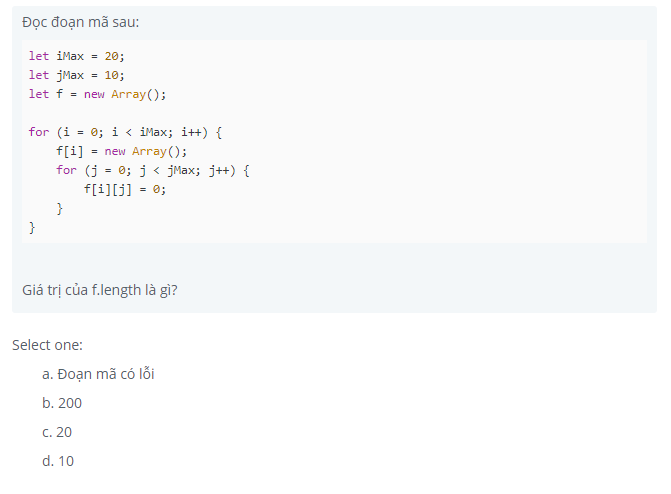 Đọc đoạn mã sau:
let iMax = 20;
let jMax = 10;
let f = new Array();
for (i = 0; i < iMax; i++) {
    f[i] = new Array();
    for (j = 0; j < jMax; j++) {
        f[i][j] = 0;
    }
}
Giá trị của f.length là gì?
Select one:
a. Đoạn mã có lỗi
b. 200
c. 20
d. 10